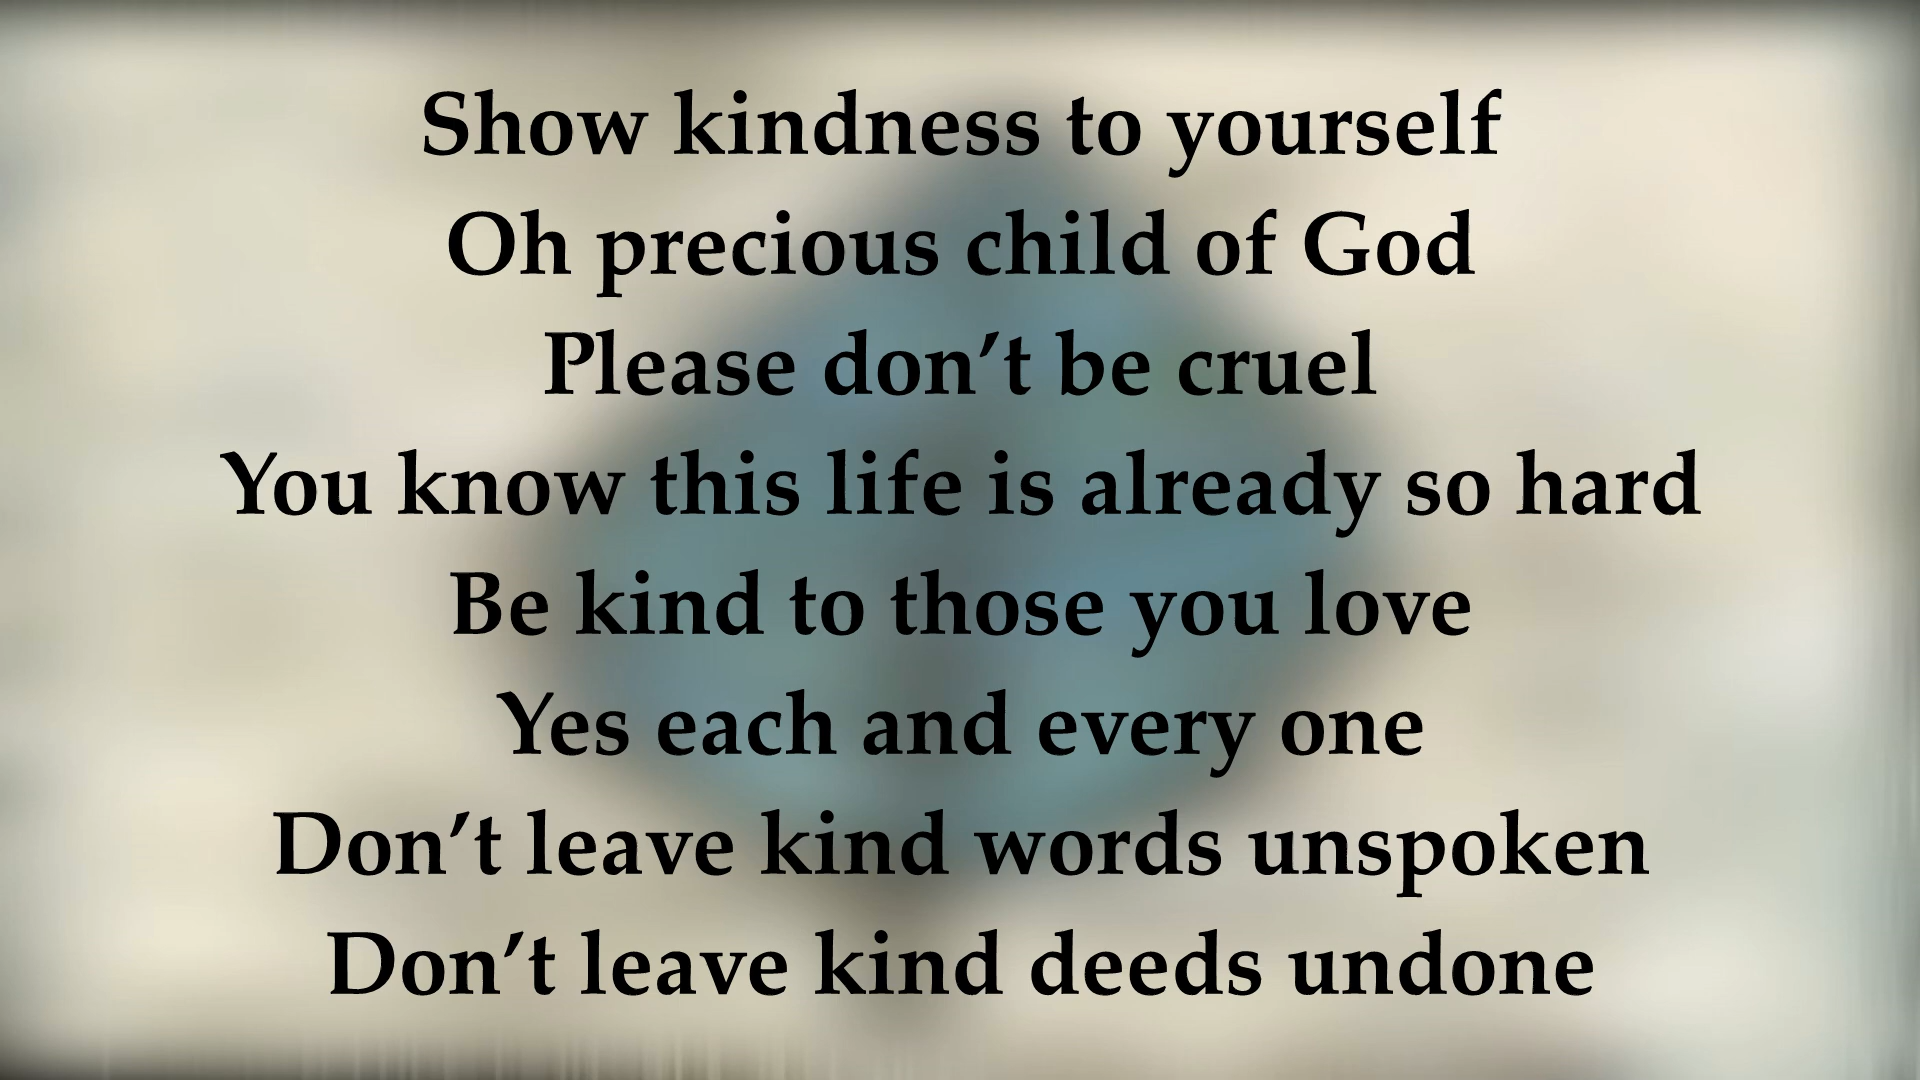 Show kindness to yourself
Oh precious child of God
Please don’t be cruel
You know this life is already so hard
Be kind to those you love
Yes each and every one
Don’t leave kind words unspoken
Don’t leave kind deeds undone